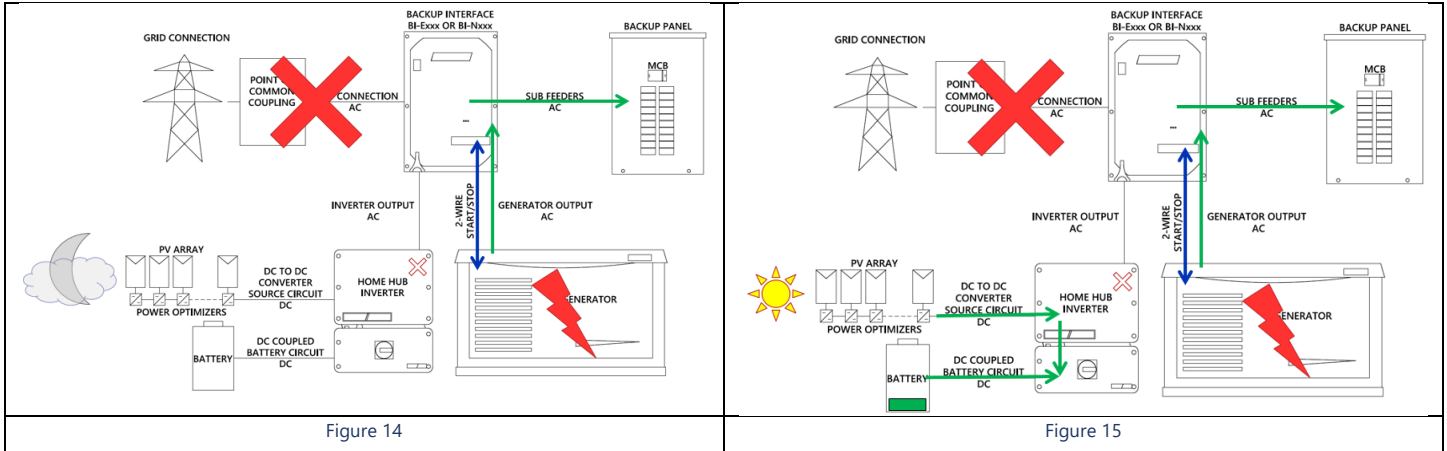 BACKUP INTERFACE
BI-Exxx OR BI-Nxxx
BACKUP PANEL
GRID CONNECTION
MCB
POINT
COMMON
COUPLING
CONNECTION
AC
SUB FEEDERS
AC
INVERTER OUTPUT
AC
2-WIRE
START/STOP
GENERATOR OUTPUT
AC
PV ARRAY
DC TO DC
CONVERTER
SOURCE CIRCUIT
DC
HOME HUB
INVERTER
GENERATOR
POWER OPTIMIZERS
BATTERY
DC COUPLED
BATTERY CIRCUIT
DC
Figure 14
BACKUP INTERFACE
BI-Exxx OR BI-Nxxx
BACKUP PANEL
GRID CONNECTION
MCB
POINT
COMMON
COUPLING
CONNECTION
AC
SUB FEEDERS
AC
INVERTER OUTPUT
AC
2-WIRE
START/STOP
GENERATOR OUTPUT
AC
PV ARRAY
DC TO DC
CONVERTER
SOURCE CIRCUIT
DC
HOME HUB
INVERTER
GENERATOR
POWER OPTIMIZERS
BATTERY
DC COUPLED
BATTERY CIRCUIT
DC
Figure 15